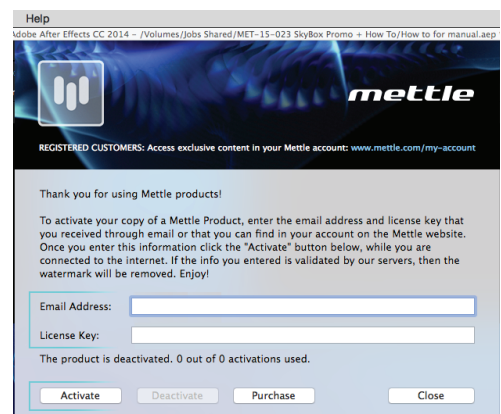 Help
Adobe After Effects CC 2014 - /Volumes/Jobs Shared/MET-15-023 SkyBox Promo + How To/How to for manual.aep *
mettle
REGISTERED CUSTOMERS: Access exclusive content in your Mettle account: www.mettle.com/my-account
Thank you for using Mettle products!
To activate your copy of a Mettle Product, enter the email address and license key that
you received through email or that you can find in your account on the Mettle website.
Once you enter this information click the "Activate" button below, while you are
connected to the internet. If the info you entered is validated by our servers, then the
watermark will be removed. Enjoy!
Email Address:
License Key:
The product is deactivated. 0 out of 0 activations used.
Activate Deactivate Purchase Close